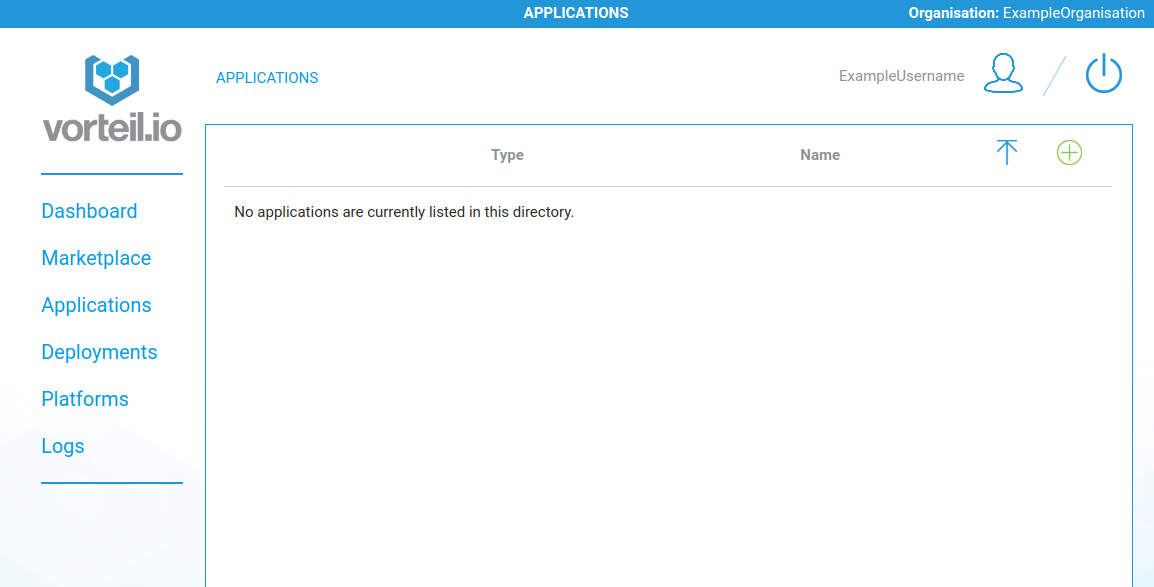 APPLICATIONS
Organisation: ExampleOrganisation
vorteil.io
APPLICATIONS
ExampleUsername
Type
Name
No applications are currently listed in this directory.
Dashboard
Marketplace
Applications
Deployments
Platforms
Logs